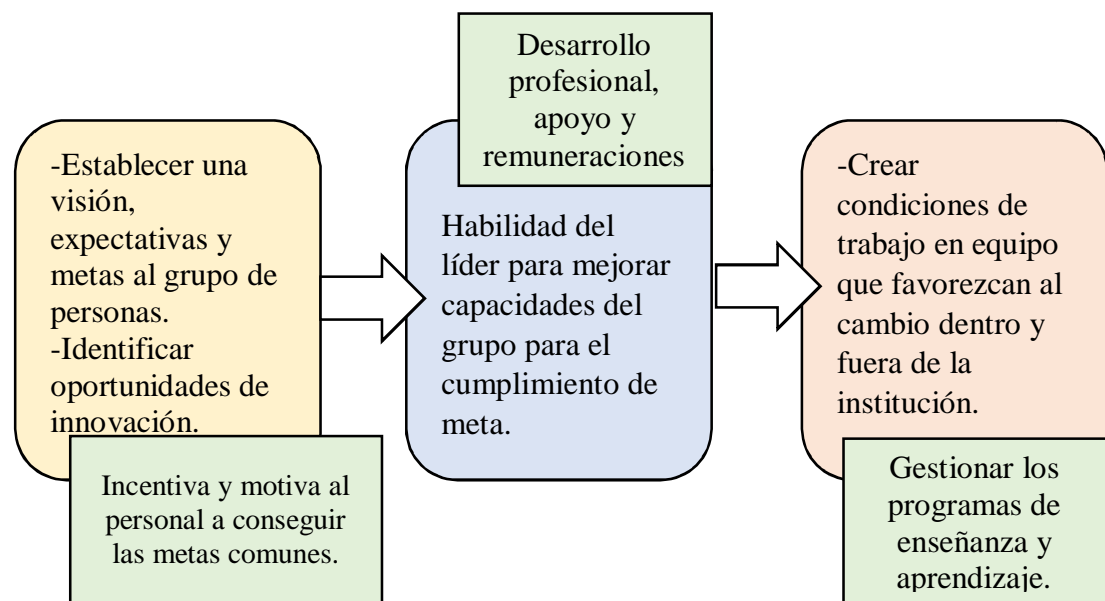 -Establecer una
visión,
expectativas y
metas al grupo de
personas.
-Identificar
oportunidades de
innovación.
Incentiva y motiva al
personal a conseguir
las metas comunes.
Desarrollo
profesional,
apoyo y
remuneraciones
Habilidad del
líder para mejorar
capacidades del
grupo para el
cumplimiento de
meta.
-Crear
condiciones de
trabajo en equipo
que favorezcan al
cambio dentro y
fuera de la
institución.
Gestionar los
programas de
enseñanza y
aprendizaje.